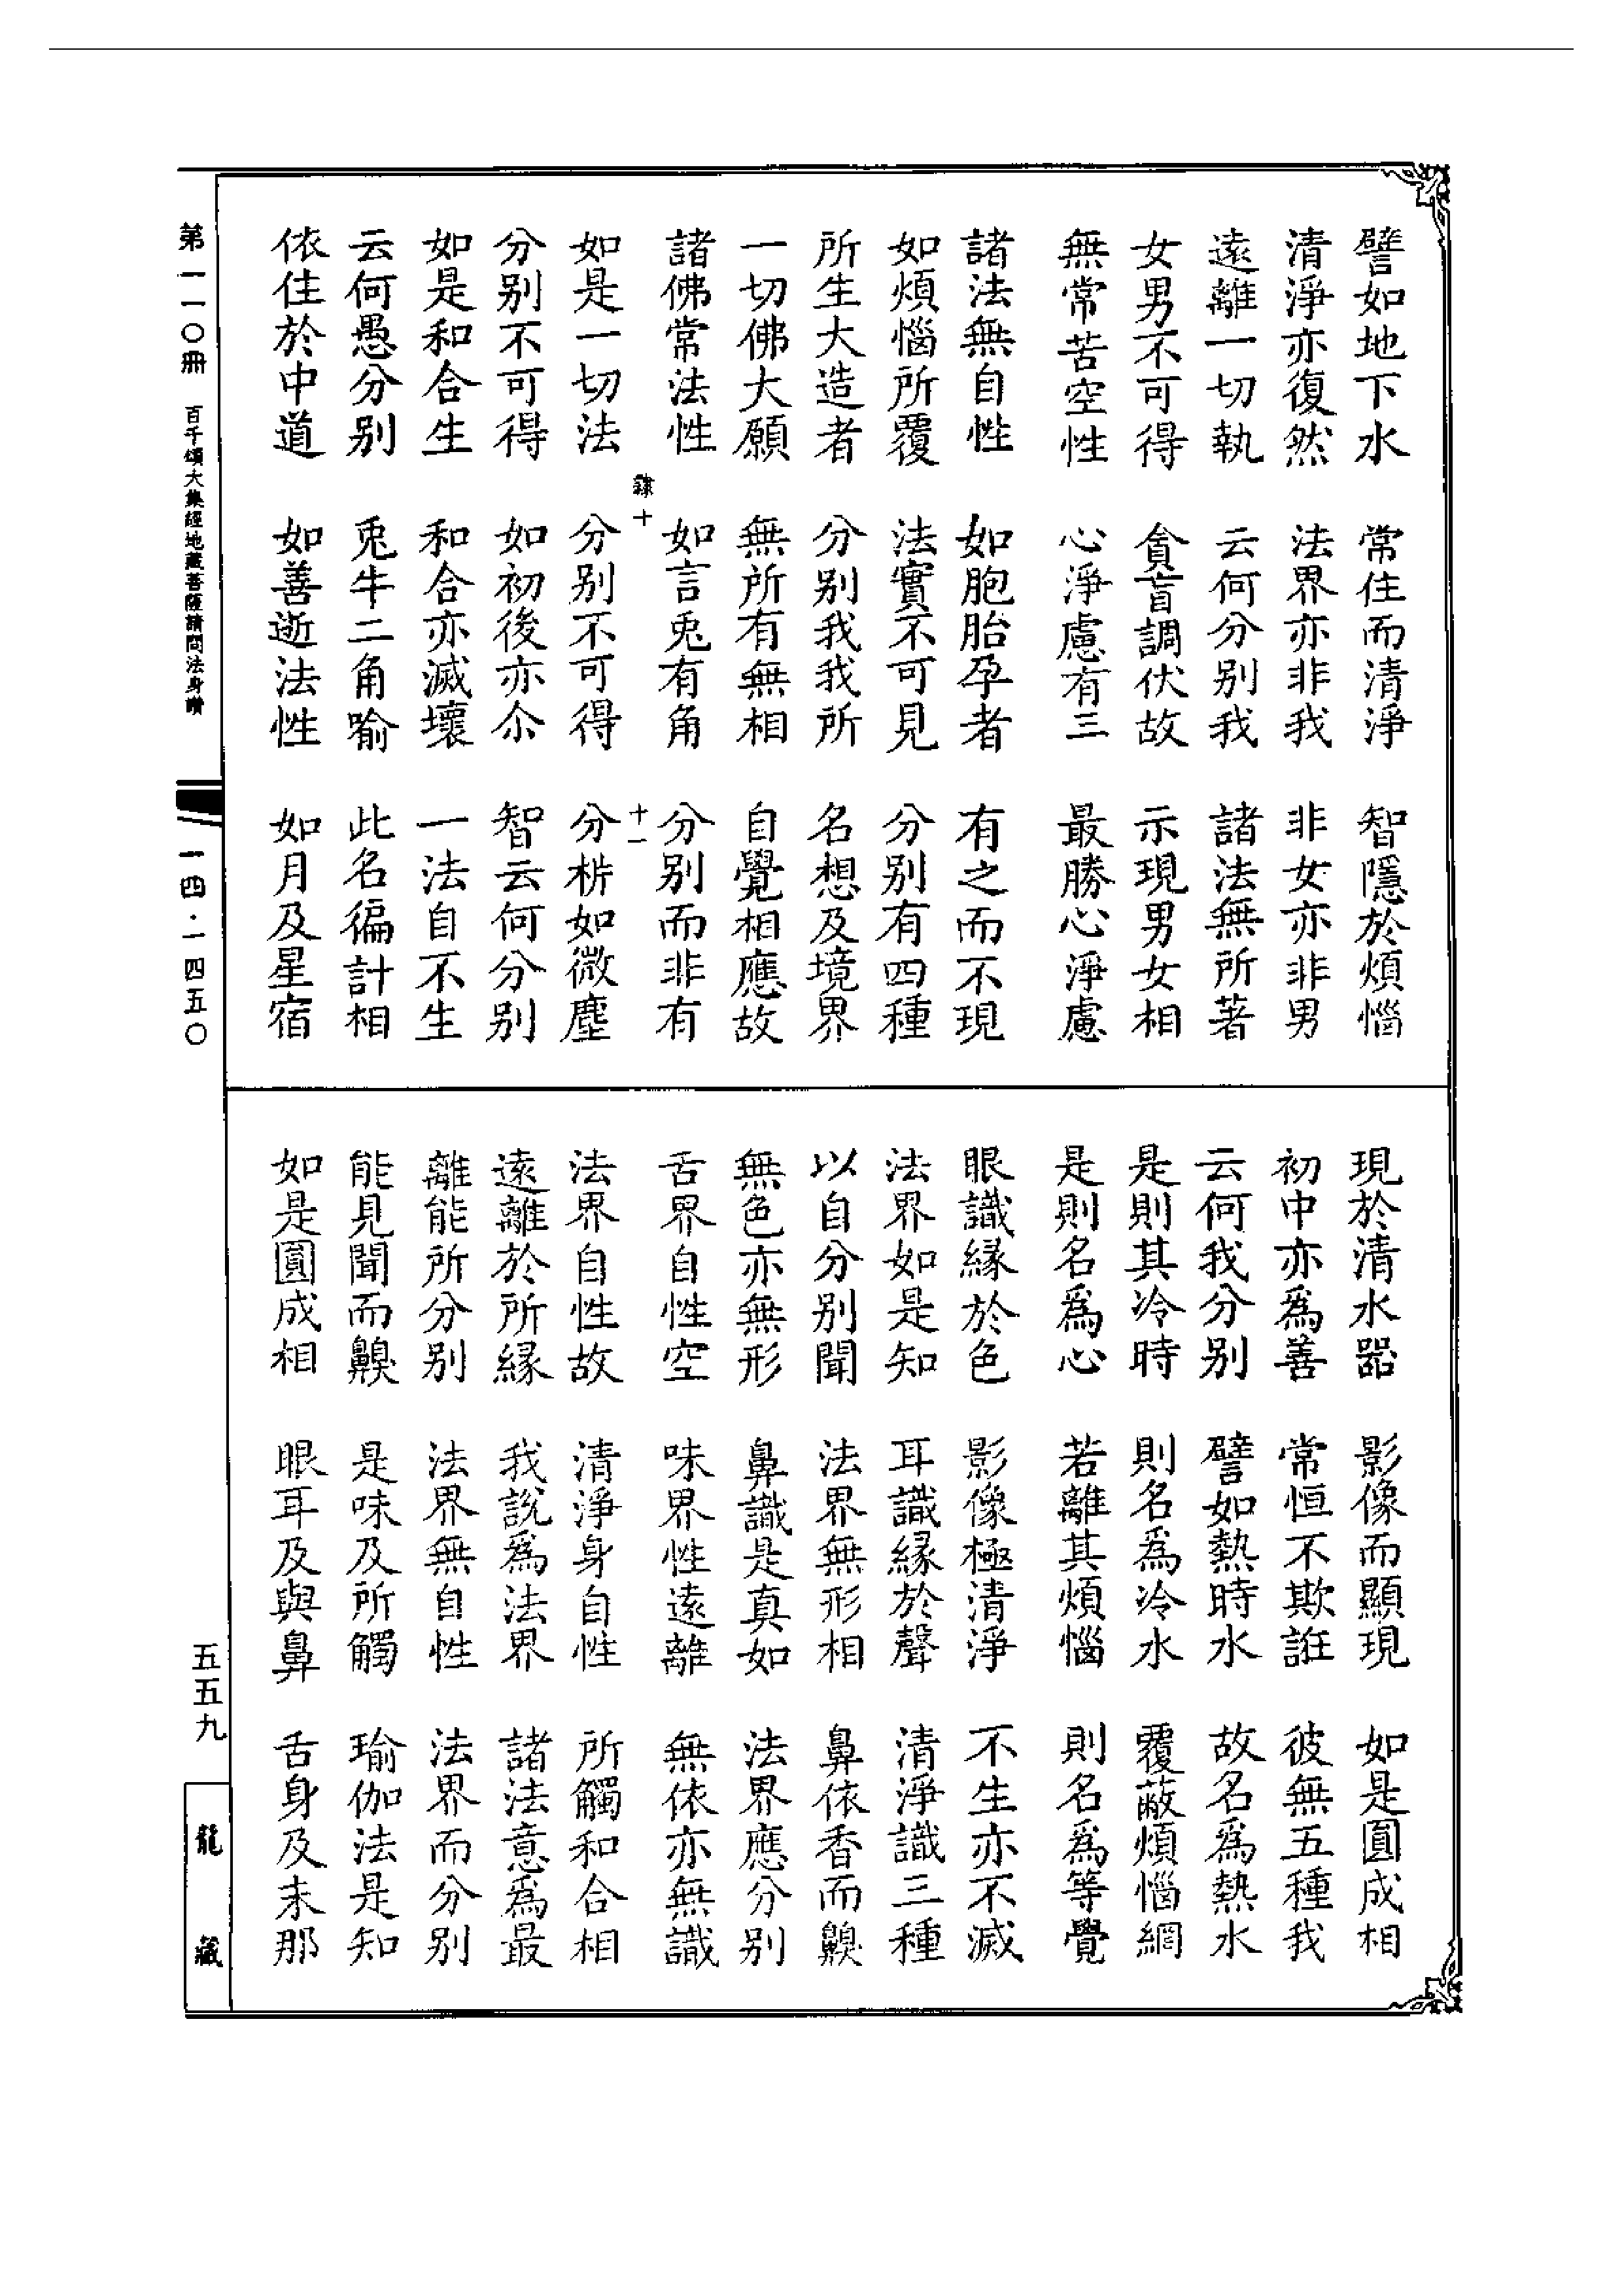 譬如地下水　常住而清淨　智隱於煩惱
清淨亦復然　法界亦非我　非女亦非男
遠離一切執　云何分別我　諸法無所著
女男不可得　貪盲調伏故　示現男女相
無常苦空性　心淨慮有三　最勝心淨慮
諸法無自性　如胞胎孕者　有之而不現
如煩惱所覆　法實不可見　分別有四種
所生大造者　分別我我所　名想及境界
一切佛大願　無所有無相　自覺相應故
諸佛常法性　如言兎有角　分別而非有
隸十　十一
如是一切法　分別不可得　分析如微塵
分別不可得　如初後亦尒　智云何分別
如是和合生　和合亦滅壞　一法自不生
云何愚分別　兎牛二角喻　此名徧計相
依住於中道　如善逝法性　如月及星宿
現於清水器　影像而顯現　如是圓成相
初中亦爲善　常恒不欺誑　彼無五種我
云何我分別　譬如熱時水　故名爲熱水
是則其冷時　則名爲冷水　覆蔽煩惱網
是則名爲心　若離其煩惱　則名爲等覺
眼識緣於色　影像極清淨　不生亦不滅
法界如是知　耳識緣於聲　清淨識三種
以自分別聞　法界無形相　鼻依香而齅
無色亦無形　鼻識是真如　法界應分別
舌界自性空　味界性遠離　無依亦無識
法界自性故　清淨身自性　所觸和合相
遠離於所緣　我說爲法界　諸法意爲最
離能所分別　法界無自性　法界而分別
能見聞而齅　是味及所觸　瑜伽法是知
如是圓成相　眼耳及與鼻　舌身及末那
第一一〇冊　百千頌大集經地藏菩薩請問法身讚
一四·一四五〇
五五九
龍藏